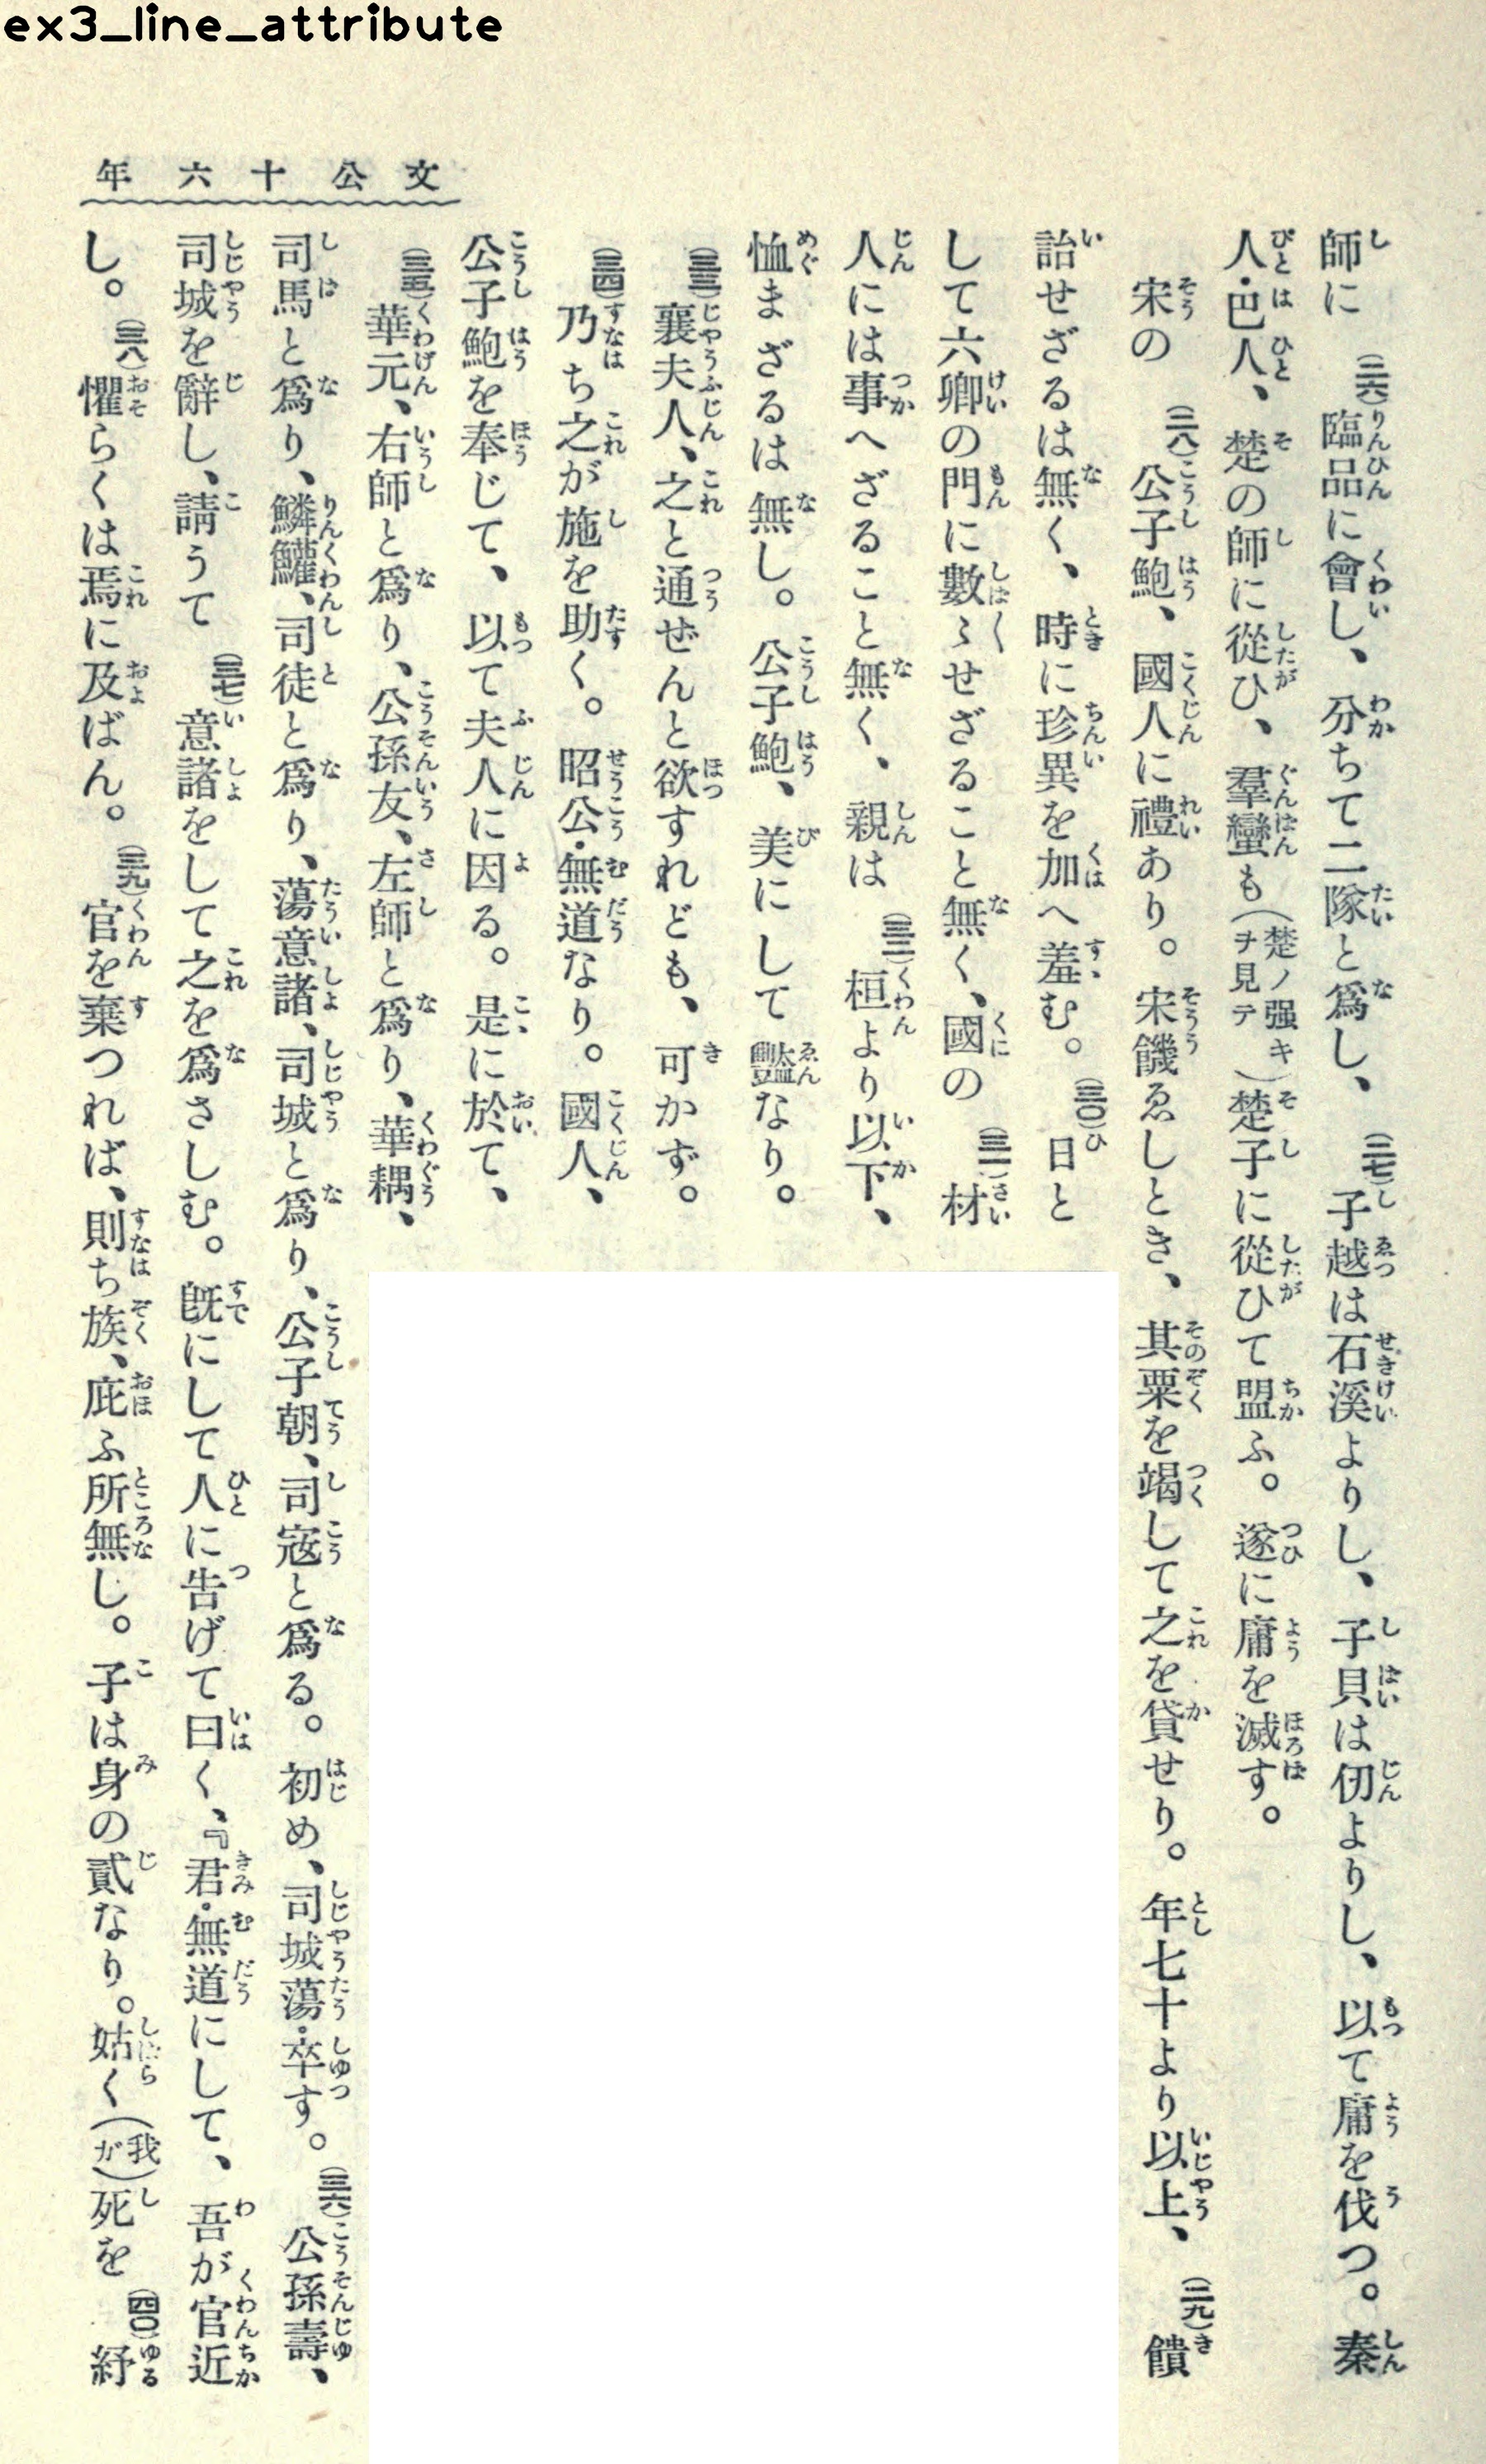 ex3_line_attribute
文公十六年
師に(二六)臨品に會し、分ちて二隊と爲し、(二七)子越は石溪よりし、子貝は仞よりし、以て庸を伐つ。秦
人・巴人、楚の師に從ひ、羣蠻も(楚ノ强キヲ見テ)楚子に從ひて盟ふ。遂に庸を滅す。
宋の(二八)公子鮑、國人に禮あり。宋饑ゑしとき、其粟を竭して之を貸せり。年七十より以上、(二九)饋
詒せざるは無く、時に珍異を加へ羞む。(三〇)日と
して六卿の門に數〻せざること無く、國の(三一)材
人には事へざること無く、親は(三二)桓より以下、
恤まざるは無し。公子鮑、美にして豔なり。
(三三)襄夫人、之と通ぜんと欲すれども、可かず。
(三四)乃ち之が施を助く。昭公・無道なり。國人、
公子鮑を奉じて、以て夫人に因る。是に於て、
(三五)華元、右師と爲り、公孫友、左師と爲り、華耦、
司馬と爲り、鱗鱹、司徒と爲り、蕩意諸、司城と爲り、公子朝、司寇と爲る。初め、司城蕩・卒す。(三六)公孫壽、
司城を辭し、請うて(三七)意諸をして之を爲さしむ。旣にして人に告げて曰く、『君・無道にして、吾が官近
し。(三八)懼らくは焉に及ばん。(三九)官を棄つれば、則ち族、庇ふ所無し。子は身の貳なり。姑く(我が)死を(四〇)紓